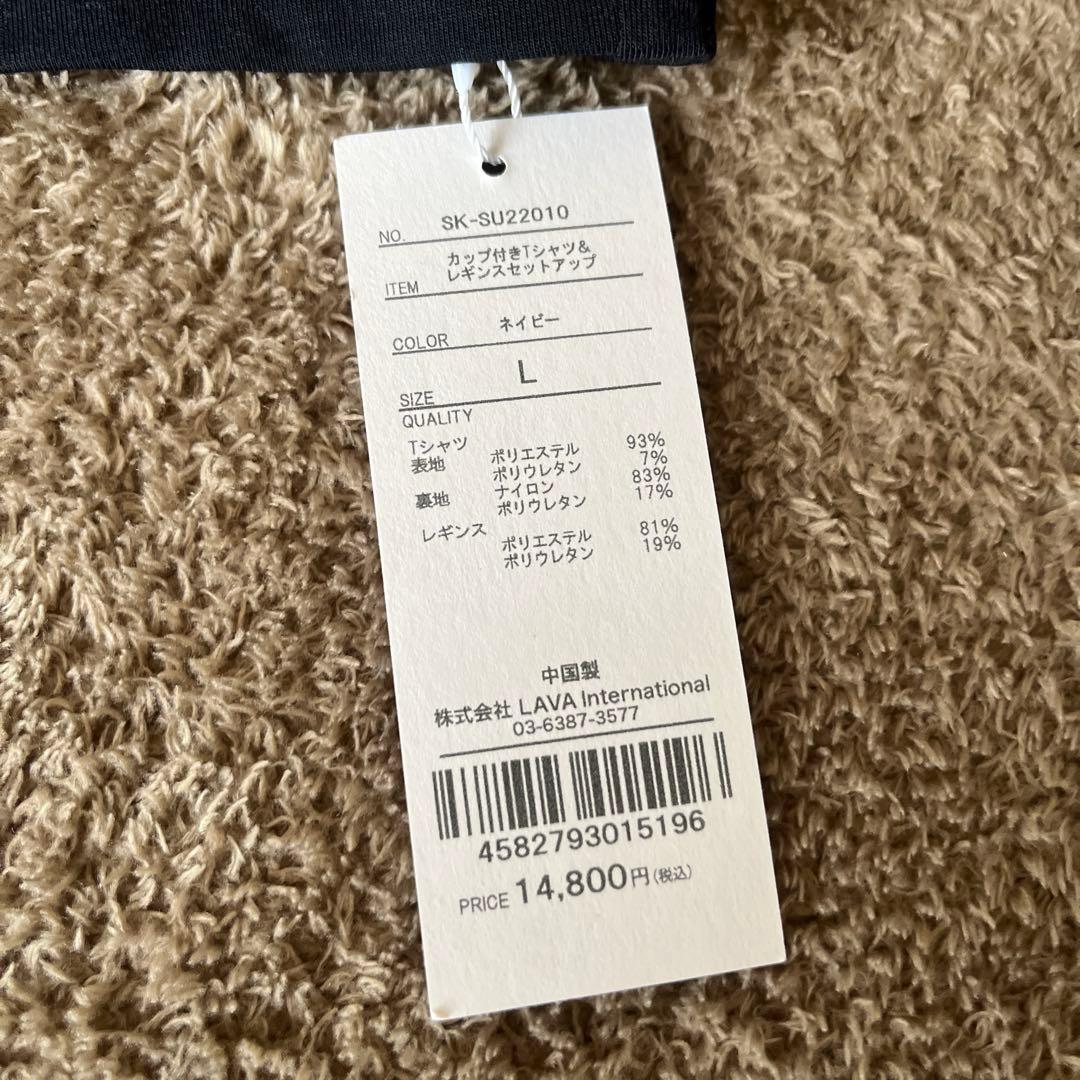 NO. SK-SU22010
カップ付きTシャツ&
レギンスセットアップ
ITEM
COLOR ネイビー
SIZE L
QUALITY
Tシャツ
表地 ポリエステル 93%
ポリウレタン 7%
裏地 ナイロン 83%
ポリウレタン 17%
レギンス
ポリエステル 81%
ポリウレタン 19%
中国製
株式会社 LAVA International
03-6387-3577
4582793015196
PRICE 14,800円(税込)